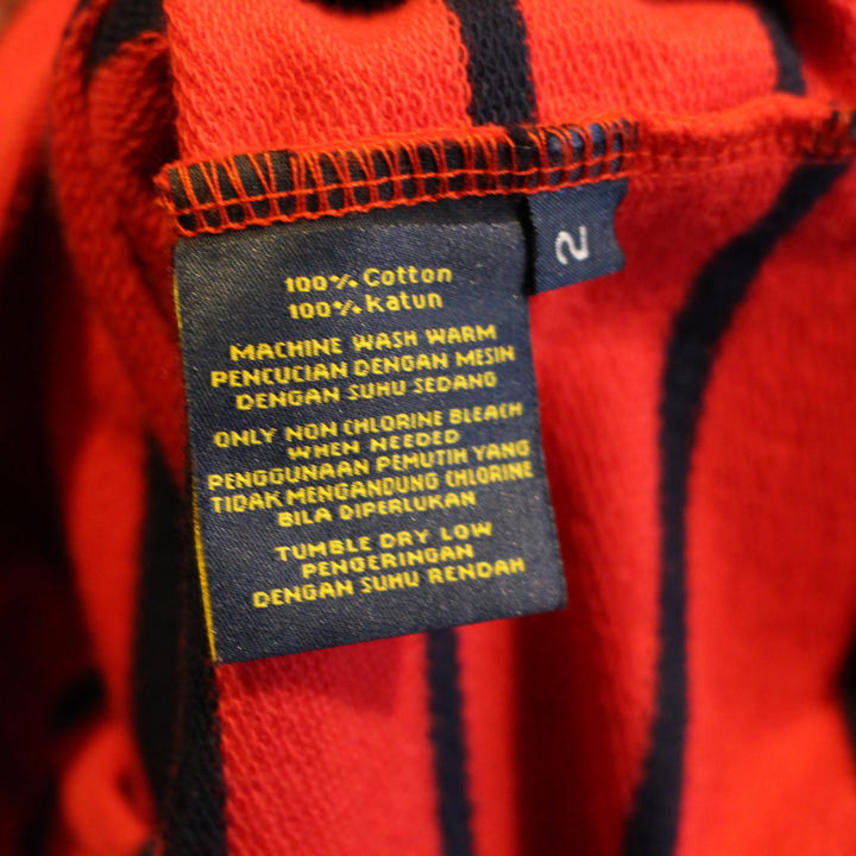 100% Cotton
100% Katun
MACHINE WASH WARM
PENCUCIAN DENGAN MESIN
DENGAN SUHU SEDANG
ONLY NON CHLORINE BLEACH
WHEN NEEDED
PENGGUNAAN PEMUTIH YANG
TIDAK MENGANDUNG CHLORINE
BILA DIPERLUKAN
TUMBLE DRY LOW
PENGERINGAN
DENGAN SUHU RENDAH
2